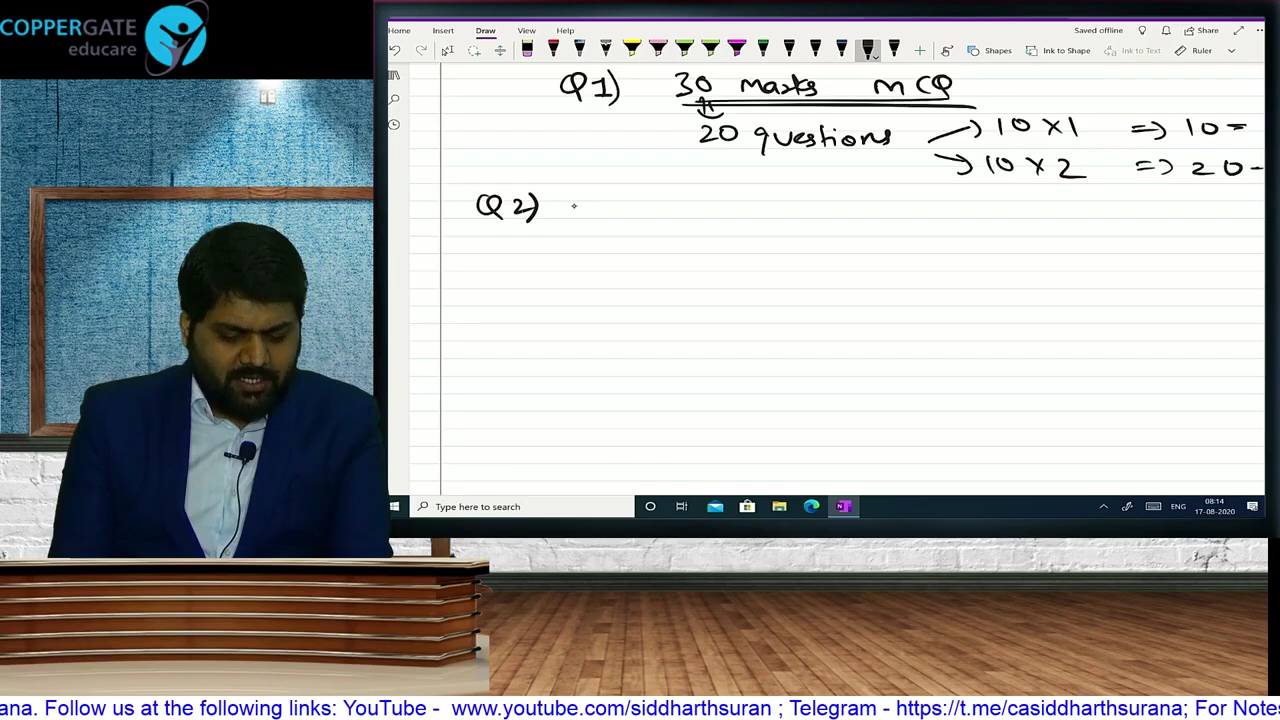 COPPERGATE
educare
Home Insert Draw View Help
Saved offline
Share
Shapes
Ink to Shape
Ink to Text
Ruler
Q1) 30 marks MCQ
20 questions → 10 x 1 => 10 -
→ 10 x 2 => 20 -
Q2)
Type here to search
ENG
08:14
17-08-2020
ana. Follow us at the following links: YouTube - www.youtube.com/siddharthsuran ; Telegram - https://t.me/casiddharthsurana; For Notes